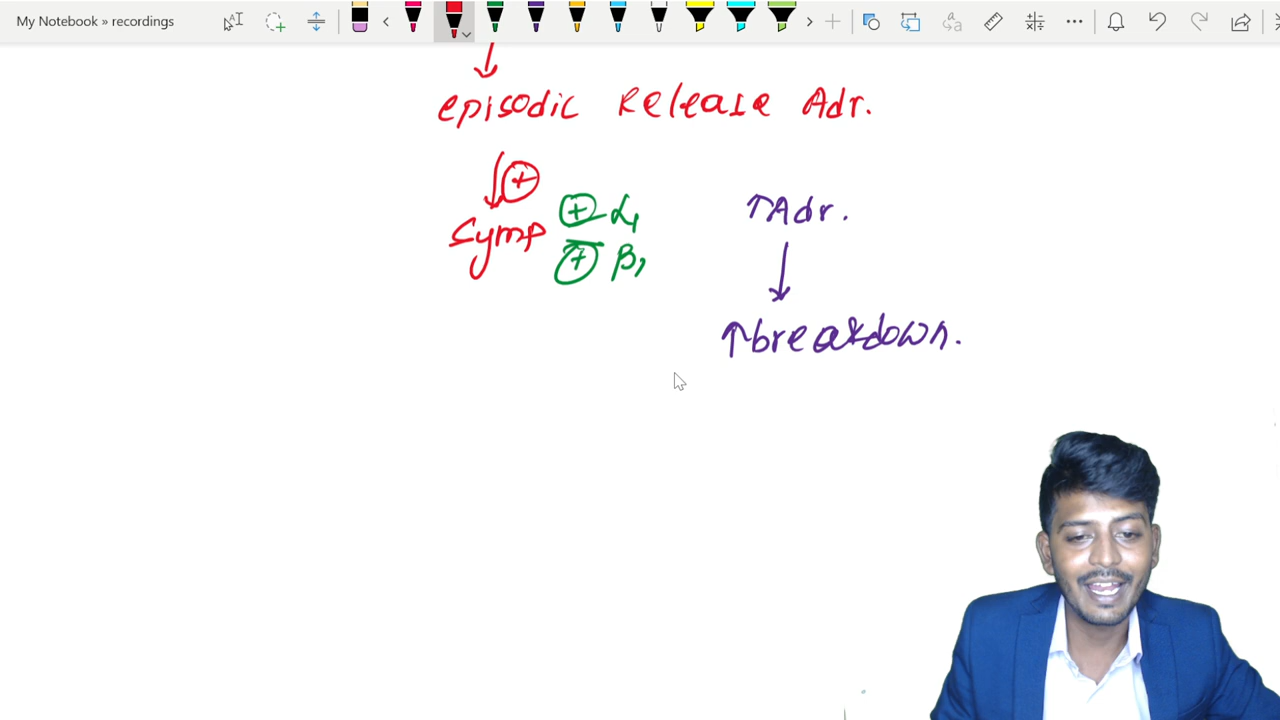 My Notebook » recordings
↓
episodic Release Adr.
↓ ⊕
Symp ⊕ α1
⊕ β1
↑Adr.
↓
↑breakdown.